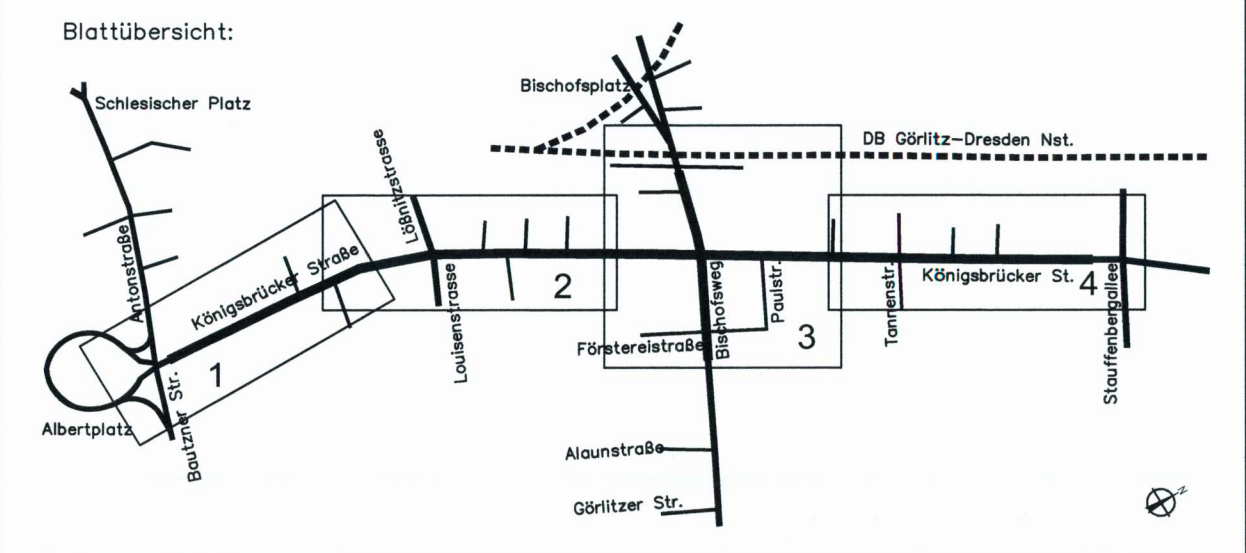 Blattübersicht:
Schlesischer Platz
Bischofsplatz
DB Görlitz-Dresden Nst.
Lößnitzstrasse
Antonstraße
Königsbrücker Straße
Königsbrücker St.
1
2
3
4
Louisenstrasse
Bischofsweg
Paulstr.
Tannenstr.
Stauffenbergallee
Förstereistraße
Albertplatz
Bautzner Str.
Alaunstraße
Görlitzer Str.
N